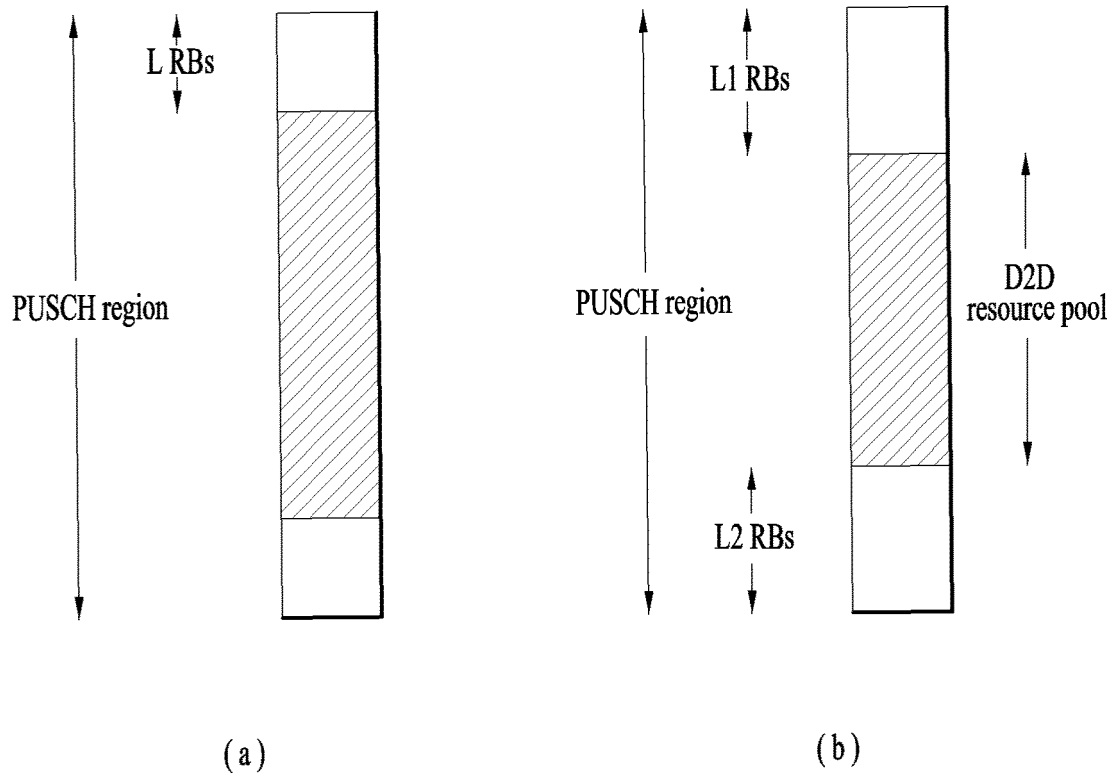 L RBs
PUSCH region
(a)
L1 RBs
PUSCH region
D2D
resource pool
L2 RBs
(b)